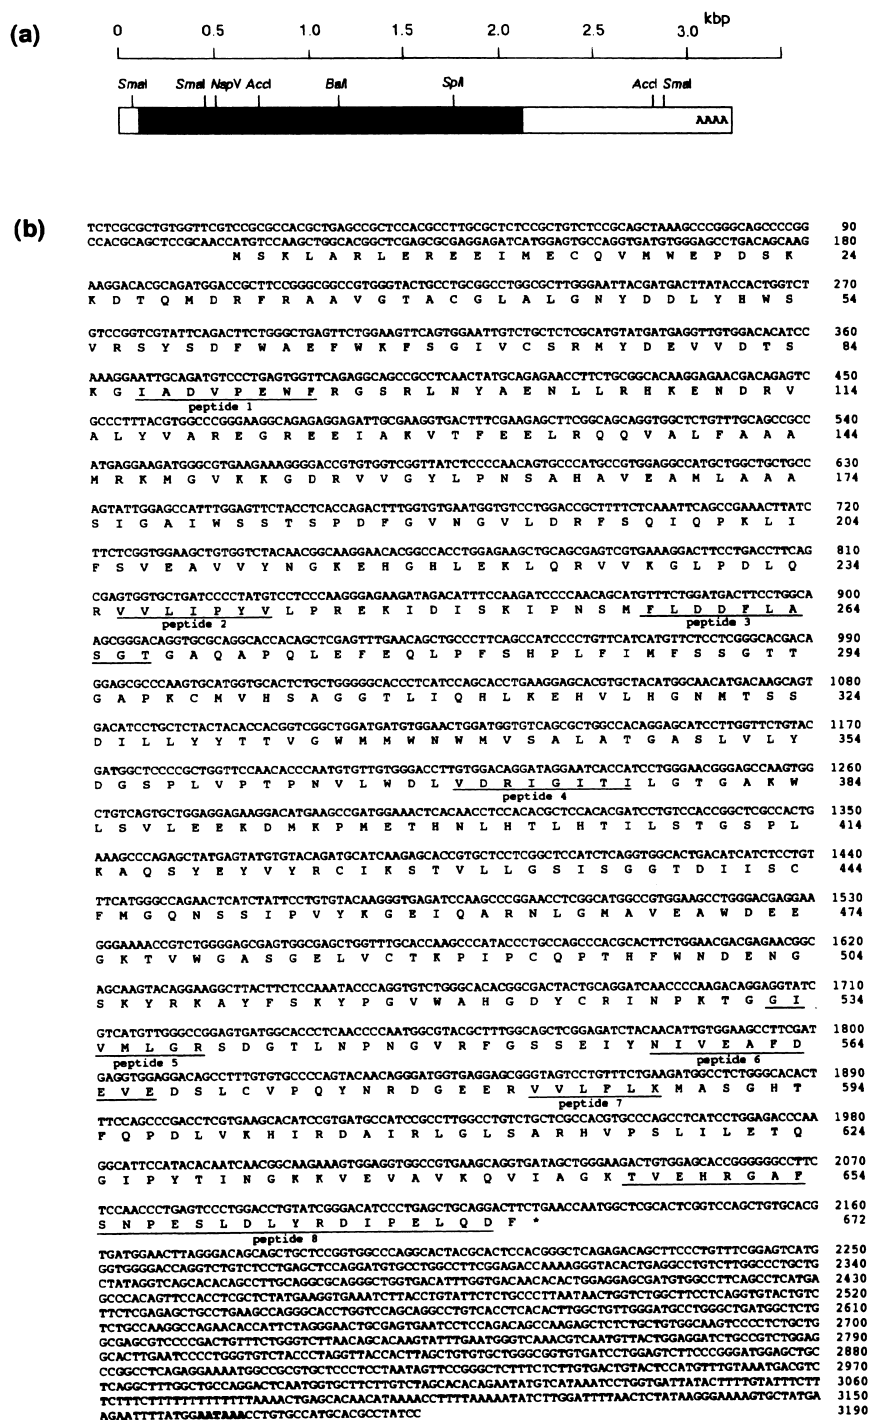 (a)
0 0.5 1.0 1.5 2.0 2.5 3.0 kbp
SmaI SmaI NspV AccI BalI SplI AccI SmaI
AAAA
(b)
TCTCGCGCTGTGGTTCGTCCGCGCCACGCTGAGCCGCTCCACGCCTTGCGCTCTCCGCTGTCTCCGCAGCTAAAGCCCGGGCAGCCCCGG 90
CCACGCAGCTCCGCAACCATGTCCAAGCTGGCACGGCTCGAGCGCGAGGAGATCATGGAGTGCCAGGTGATGTGGGAGCCTGACAGCAAG 180
M S K L A R L E R E E I M E C Q V M W E P D S K 24
AAGGACACGCAGATGGACCGCTTCCGGGCGGCCGTGGGTACTGCCTGCGGCCTGGCGCTTGGGAATTACGATGACTTATACCACTGGTCT 270
K D T Q M D R F R A A V G T A C G L A L G N Y D D L Y H W S 54
GTCCGGTCGTATTCAGACTTCTGGGCTGAGTTCTGGAAGTTCAGTGGAATTGTCTGCTCTCGCATGTATGATGAGGTTGTGGACACATCC 360
V R S Y S D F W A E F W K F S G I V C S R M Y D E V V D T S 84
AAAGGAATTGCAGATGTCCCTGAGTGGTTCAGAGGCAGCCGCCTCAACTATGCAGAGAACCTTCTGCGGCACAAGGAGAACGACAGAGTC 450
K G I A D V P E W F R G S R L N Y A E N L L R H K E N D R V 114
peptide 1
GCCCTTTACGTGGCCCGGGAAGGCAGAGAGGAGATTGCGAAGGTGACTTTCGAAGAGCTTCGGCAGCAGGTGGCTCTGTTTGCAGCCGCC 540
A L Y V A R E G R E E I A K V T F E E L R Q Q V A L F A A A 144
ATGAGGAAGATGGGCGTGAAGAAAGGGGACCGTGTGGTCGGTTATCTCCCCAACAGTGCCCATGCCGTGGAGGCCATGCTGGCTGCTGCC 630
M R K M G V K K G D R V V G Y L P N S A H A V E A M L A A A 174
AGTATTGGAGCCATTTGGAGTTCTACCTCACCAGACTTTGGTGTGAATGGTGTCCTGGACCGCTTTTCTCAAATTCAGCCGAAACTTATC 720
S I G A I W S S T S P D F G V N G V L D R F S Q I Q P K L I 204
TTCTCGGTGGAAGCTGTGGTCTACAACGGCAAGGAACACGGCCACCTGGAGAAGCTGCAGCGAGTCGTGAAAGGACTTCCTGACCTTCAG 810
F S V E A V V Y N G K E H G H L E K L Q R V V K G L P D L Q 234
CGAGTGGTGCTGATCCCCTATGTCCTCCCAAGGGAGAAGATAGACATTTCCAAGATCCCCAACAGCATGTTTCTGGATGACTTCCTGGCA 900
R V V L I P Y V L P R E K I D I S K I P N S M F L D D F L A 264
peptide 2 peptide 3
AGCGGGACAGGTGCGCAGGCACCACAGCTCGAGTTTGAACAGCTGCCCTTCAGCCATCCCCTGTTCATCATGTTCTCCTCGGGCACGACA 990
S G T G A Q A P Q L E F E Q L P F S H P L F I M F S S G T T 294
GGAGCGCCCAAGTGCATGGTGCACTCTGCTGGGGGCACCCTCATCCAGCACCTGAAGGAGCACGTGCTACATGGCAACATGACAAGCAGT 1080
G A P K C M V H S A G G T L I Q H L K E H V L H G N M T S S 324
GACATCCTGCTCTACTACACCACGGTCGGCTGGATGATGTGGAACTGGATGGTGTCAGCGCTGGCCACAGGAGCATCCTTGGTTCTGTAC 1170
D I L L Y Y T T V G W M M W N W M V S A L A T G A S L V L Y 354
GATGGCTCCCCGCTGGTTCCAACACCCAATGTGTTGTGGGACCTTGTGGACAGGATAGGAATCACCATCCTGGGAACGGGAGCCAAGTGG 1260
D G S P L V P T P N V L W D L V D R I G I T I L G T G A K W 384
peptide 4
CTGTCAGTGCTGGAGGAGAAGGACATGAAGCCGATGGAAACTCACAACCTCCACACGCTCCACACGATCCTGTCCACCGGCTCGCCACTG 1350
L S V L E E K D M K P M E T H N L H T L H T I L S T G S P L 414
AAAGCCCAGAGCTATGAGTATGTGTACAGATGCATCAAGAGCACCGTGCTCCTCGGCTCCATCTCAGGTGGCACTGACATCATCTCCTGT 1440
K A Q S Y E Y V Y R C I K S T V L L G S I S G G T D I I S C 444
TTCATGGGCCAGAACTCATCTATTCCTGTGTACAAGGGTGAGATCCAAGCCCGGAACCTCGGCATGGCCGTGGAAGCCTGGGACGAGGAA 1530
F M G Q N S S I P V Y K G E I Q A R N L G M A V E A W D E E 474
GGGAAAACCGTCTGGGGAGCGAGTGGCGAGCTGGTTTGCACCAAGCCCATACCCTGCCAGCCCACGCACTTCTGGAACGACGAGAACGGC 1620
G K T V W G A S G E L V C T K P I P C Q P T H F W N D E N G 504
AGCAAGTACAGGAAGGCTTACTTCTCCAAATACCCAGGTGTCTGGGCACACGGCGACTACTGCAGGATCAACCCCAAGACAGGAGGTATC 1710
S K Y R K A Y F S K Y P G V W A H G D Y C R I N P K T G G I 534
GTCATGTTGGGCCGGAGTGATGGCACCCTCAACCCCAATGGCGTACGCTTTGGCAGCTCGGAGATCTACAACATTGTGGAAGCCTTCGAT 1800
V M L G R S D G T L N P N G V R F G S S E I Y N I V E A F D 564
peptide 5 peptide 6
GAGGTGGAGGACAGCCTTTGTGTGCCCCAGTACAACAGGGATGGTGAGGAGCGGGTAGTCCTGTTTCTGAAGATGGCCTCTGGGCACACT 1890
E V E D S L C V P Q Y N R D G E E R V V L F L K M A S G H T 594
peptide 7
TTCCAGCCCGACCTCGTGAAGCACATCCGTGATGCCATCCGCCTTGGCCTGTCTGCTCGCCACGTGCCCAGCCTCATCCTGGAGACCCAA 1980
F Q P D L V K H I R D A I R L G L S A R H V P S L I L E T Q 624
GGCATTCCATACACAATCAACGGCAAGAAAGTGGAGGTGGCCGTGAAGCAGGTGATAGCTGGGAAGACTGTGGAGCACCGGGGGGCCTTC 2070
G I P Y T I N G K K V E V A V K Q V I A G K T V E H R G A F 654
TCCAACCCTGAGTCCCTGGACCTGTATCGGGACATCCCTGAGCTGCAGGACTTCTGAACCAATGGCTCGCACTCGGTCCAGCTGTGCACG 2160
S N P E S L D L Y R D I P E L Q D F * 672
peptide 8
TGATGGAACTTAGGGACAGCAGCTGCTCCGGTGGCCCAGGCACTACGCACTCCACGGGCTCAGAGACAGCTTCCCTGTTTCGGAGTCATG 2250
GGTGGGGACCAGGTCTGTCTCCTGAGCTCCAGGATGTGCCTGGCCTTCGGAGACCAAAAGGGTACACTGAGGCCTGTCTTGGCCCTGCTG 2340
CTATAGGTCAGCACACAGCCTTGCAGGCGCAGGGCTGGTGACATTTGGTGACAACACACTGGAGGAGCGATGTGGCCTTCAGCCTCATGA 2430
GCCCACAGTTCCACCTCGCTCTATGAAGGTGAAATCTTACCTGTATTCTCTGCCCTTAATAACTGGTCTGGCTTCCTCAGGTGTACTGTC 2520
TTCTCGAGAGCTGCCTGAAGCCAGGGCACCTGGTCCAGCAGGCCTGTCACCTCACACTTGGCTGTTGGGATGCCTGGGCTGATGGCTCTG 2610
TCTGCCAAGGCCAGAACACCATTCTAGGGAACTGCGAGTGAATCCTCCAGACAGCCAAGAGCTCTCTGCTGTGGCAAGTCCCCTCTGCTG 2700
GCGAGCGTCCCCGACTGTTTCTGGGTCTTAACAGCACAAGTATTTGAATGGGTCAAACGTCAATGTTACTGGAGGATCTGCCGTCTGGAG 2790
GCACTTGAATCCCCTGGGTGTCTACCCTAGGTTACCACTTAGCTGTGTGCTGGGCGGTGTGATCCTGGAGTCTTCCCGGGATGGAGCTGC 2880
CCCGGCCTCAGAGAGGAAAATGGCCGCGTGCTCCCTCCTAATAGTTCCGGGCTCTTTCTCTTGTGACTGTACTCCATGTTTGTAAATGACGTC 2970
TCAGGCTTTGGCTGCCAGGACTCAATGGTGCTTCTTGTCTAGCACACAGAATATGTCATAAATCCTGGTGATTATACTTTTGTATTTCTT 3060
TCTTTCTTTTTTTTTTTTTTTAAAACTGAGCACAACATAAAACCTTTTAAAAATATCTTGGATTTTAACTCTATAAGGGAAAAGTGCTATGA 3150
AGAATTTTATGGAATAAACCTGTGCCATGCACGCCTATCC 3190